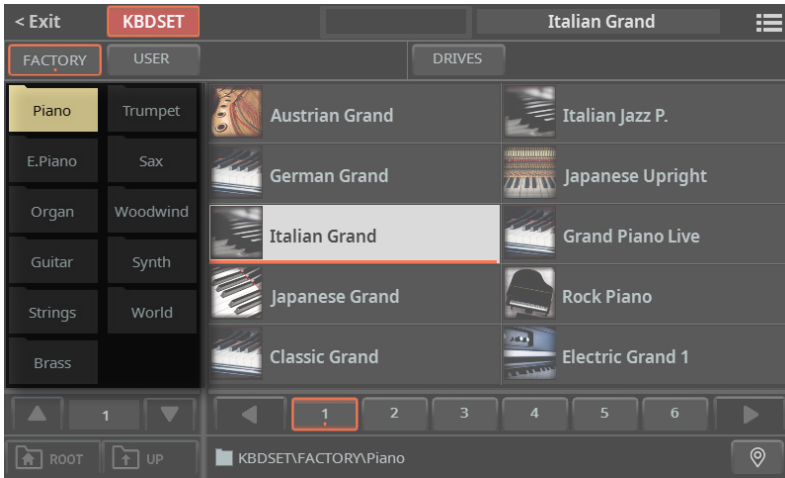 < Exit KBDSET Italian Grand
FACTORY USER DRIVES
Piano Trumpet Austrian Grand Italian Jazz P.
E.Piano Sax German Grand Japanese Upright
Organ Woodwind Italian Grand Grand Piano Live
Guitar Synth Japanese Grand Rock Piano
Strings World Classic Grand Electric Grand 1
Brass
1 1 2 3 4 5 6
ROOT UP KBDSET\FACTORY\Piano